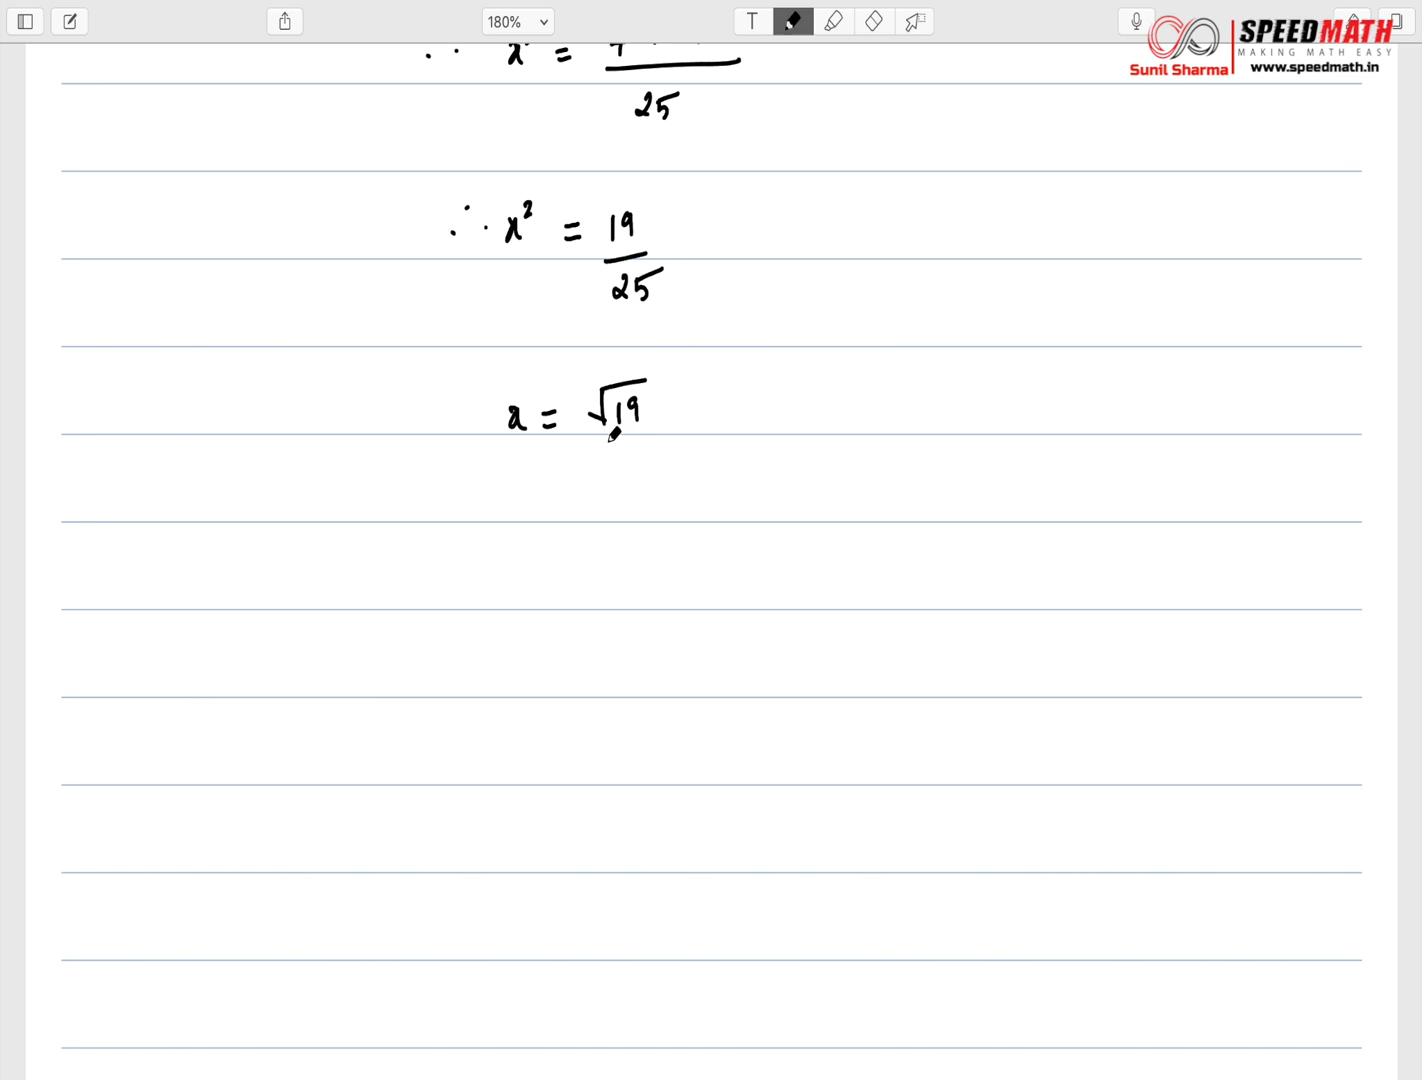 180%
T
SPEEDMATH
MAKING MATH EASY
Sunil Sharma
www.speedmath.in
=
25
∴ x² = 19
25
x = √19